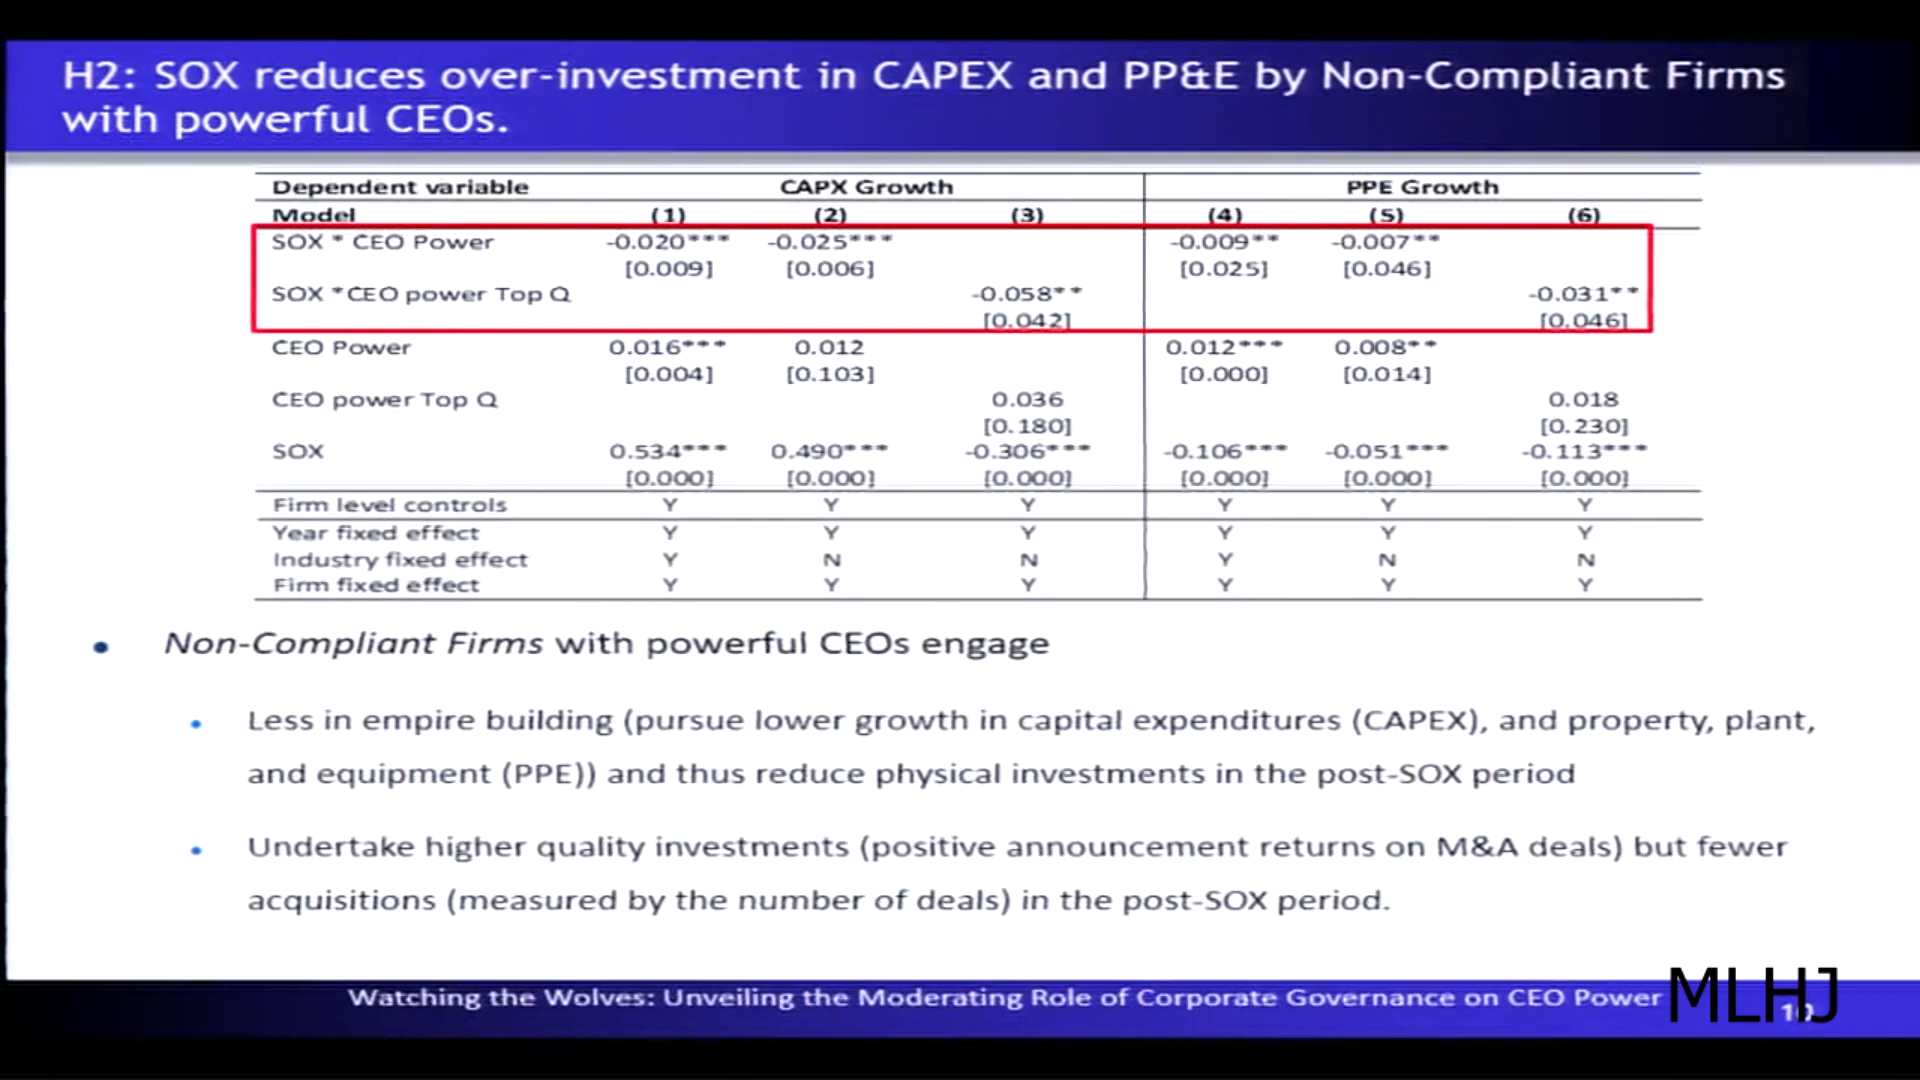 H2: SOX reduces over-investment in CAPEX and PP&E by Non-Compliant Firms
with powerful CEOs.
Dependent variable CAPX Growth PPE Growth
Model (1) (2) (3) (4) (5) (6)
SOX * CEO Power -0.020*** -0.025*** -0.009** -0.007**
[0.009] [0.006] [0.025] [0.046]
SOX *CEO power Top Q -0.058** -0.031**
[0.042] [0.046]
CEO Power 0.016*** 0.012 0.012*** 0.008**
[0.004] [0.103] [0.000] [0.014]
CEO power Top Q 0.036 0.018
[0.180] [0.230]
SOX 0.534*** 0.490*** -0.306*** -0.106*** -0.051*** -0.113***
[0.000] [0.000] [0.000] [0.000] [0.000] [0.000]
Firm level controls Y Y Y Y Y Y
Year fixed effect Y Y Y Y Y Y
Industry fixed effect Y N N Y N N
Firm fixed effect Y Y Y Y Y Y
• Non-Compliant Firms with powerful CEOs engage
• Less in empire building (pursue lower growth in capital expenditures (CAPEX), and property, plant,
and equipment (PPE)) and thus reduce physical investments in the post-SOX period
• Undertake higher quality investments (positive announcement returns on M&A deals) but fewer
acquisitions (measured by the number of deals) in the post-SOX period.
Watching the Wolves: Unveiling the Moderating Role of Corporate Governance on CEO Power
MLHJ
10